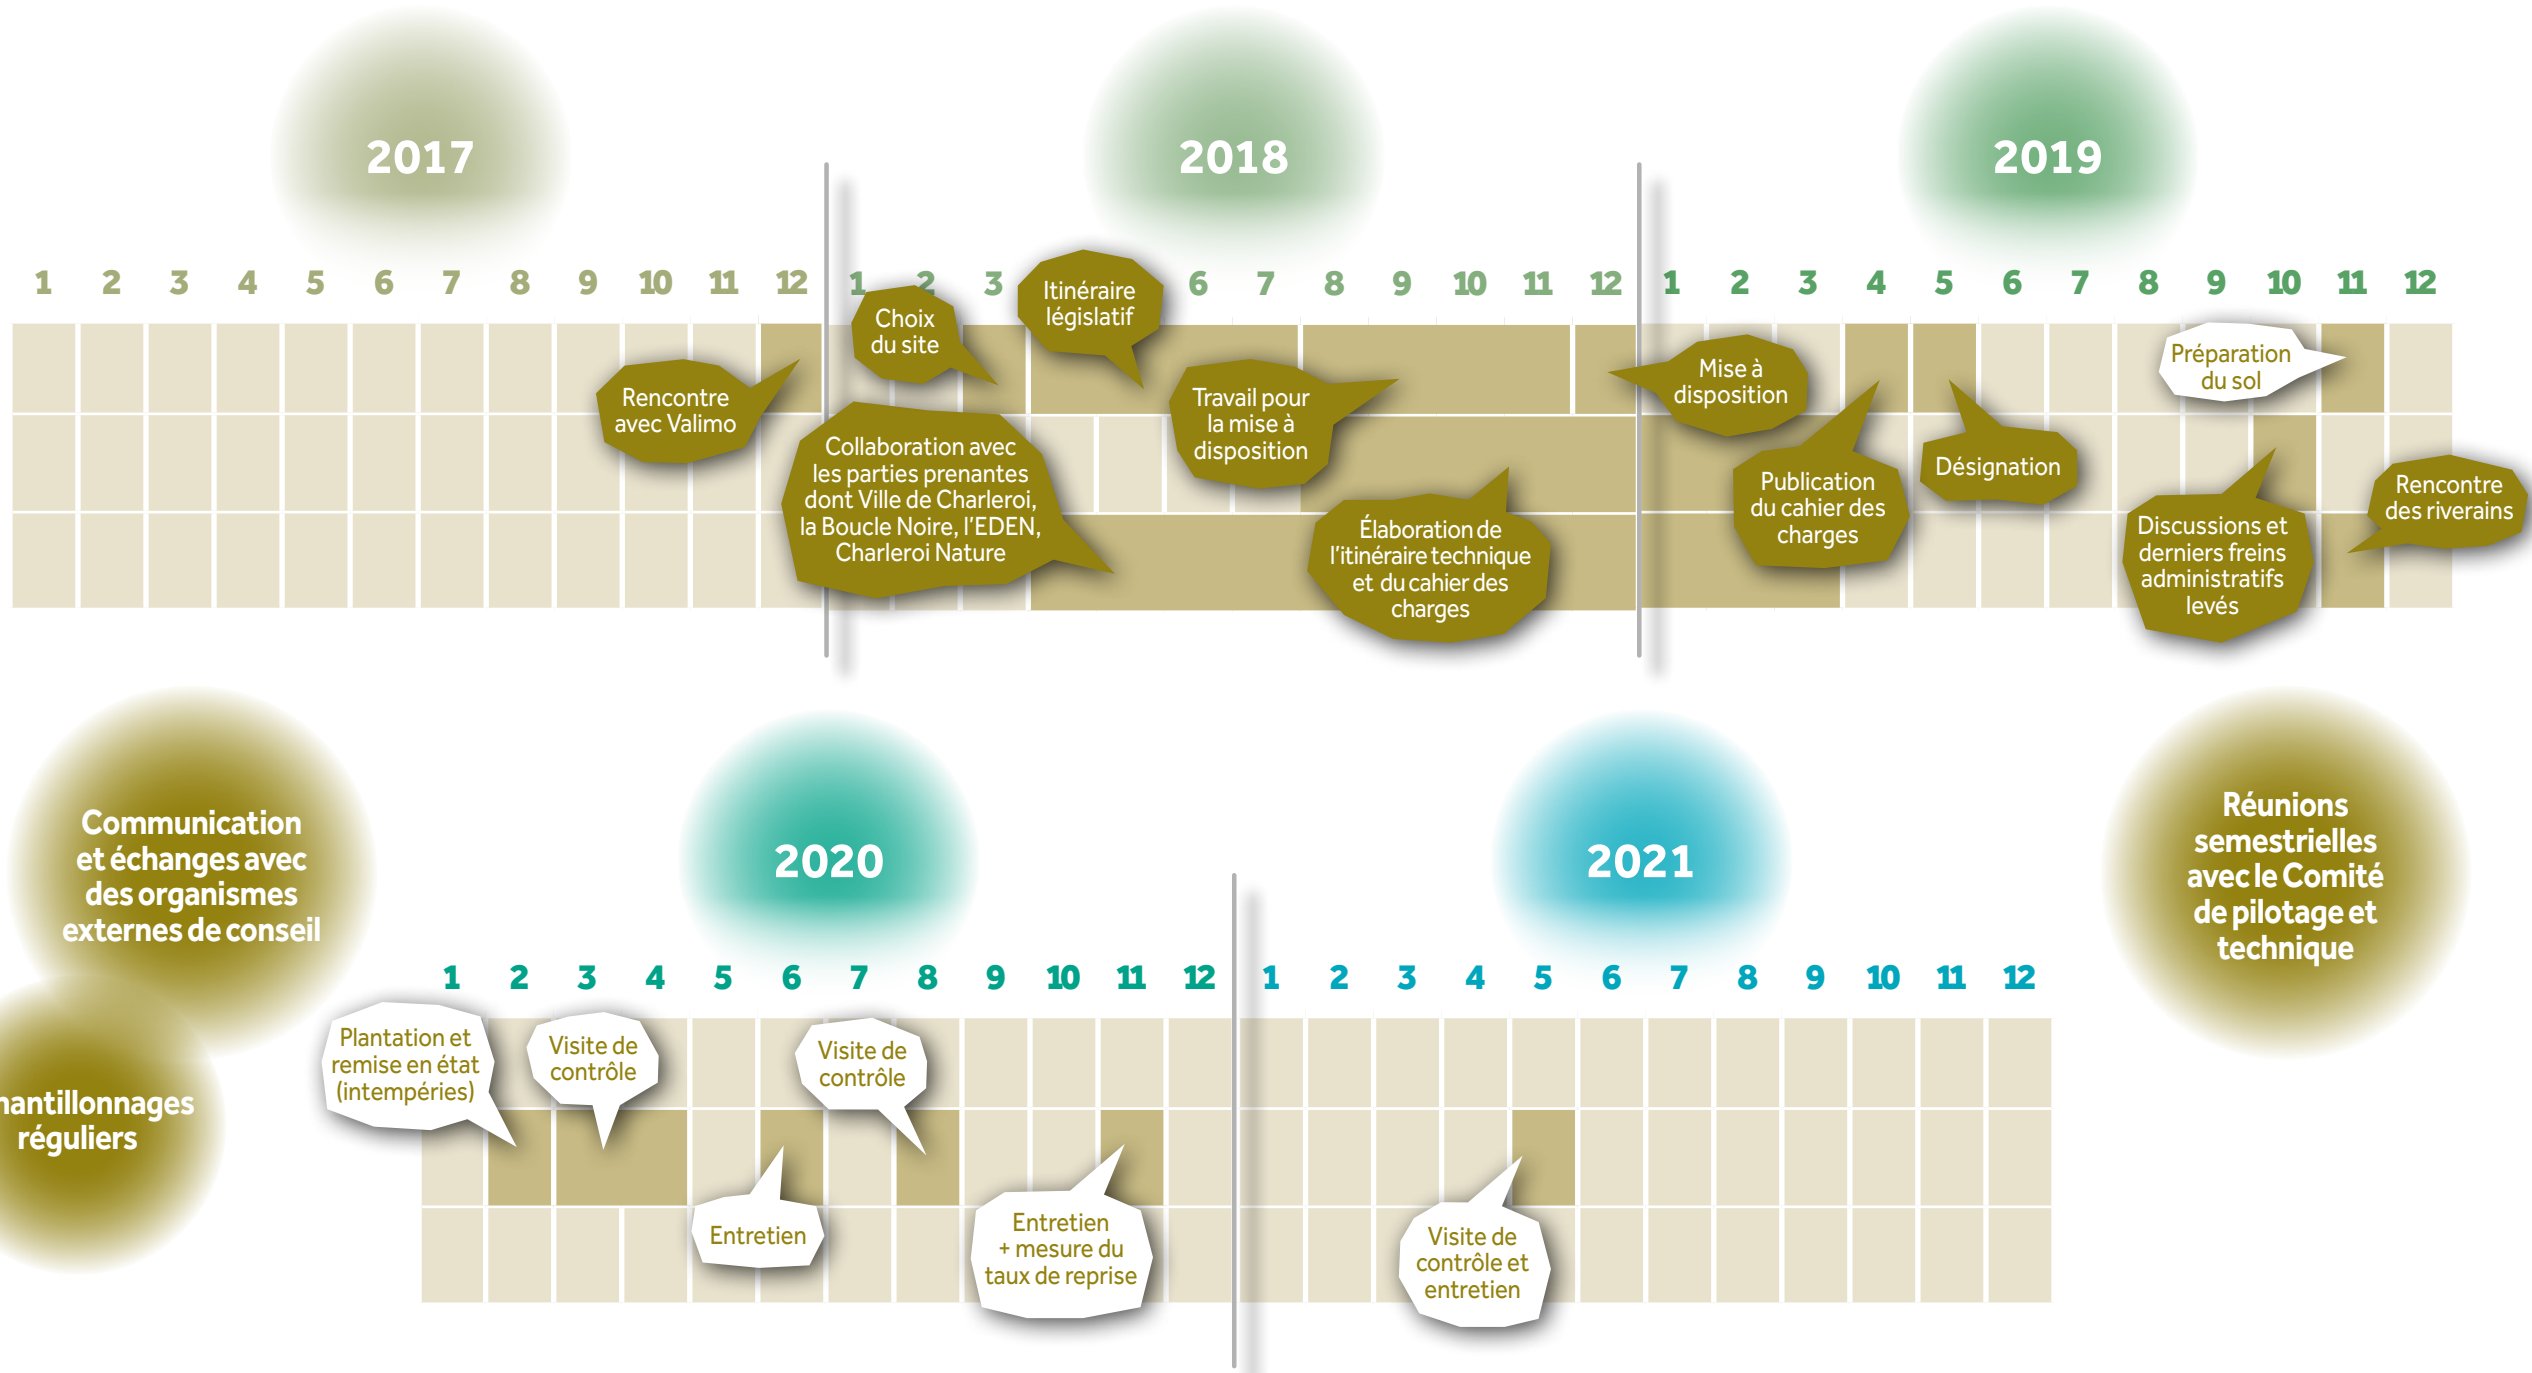 2017
2018
2019
1 2 3 4 5 6 7 8 9 10 11 12
1 2 3 6 7 8 9 10 11 12
1 2 3 4 5 6 7 8 9 10 11 12
Rencontre
avec Valimo
Choix
du site
Itinéraire
législatif
Collaboration avec
les parties prenantes
dont Ville de Charleroi,
la Boucle Noire, l'EDEN,
Charleroi Nature
Travail pour
la mise à
disposition
Élaboration de
l'itinéraire technique
et du cahier des
charges
Mise à
disposition
Publication
du cahier des
charges
Désignation
Préparation
du sol
Discussions et
derniers freins
administratifs
levés
Rencontre
des riverains
Communication
et échanges avec
des organismes
externes de conseil
hantillonnages
réguliers
2020
2021
Réunions
semestrielles
avec le Comité
de pilotage et
technique
1 2 3 4 5 6 7 8 9 10 11 12
1 2 3 4 5 6 7 8 9 10 11 12
Plantation et
remise en état
(intempéries)
Visite de
contrôle
Entretien
Visite de
contrôle
Entretien
+ mesure du
taux de reprise
Visite de
contrôle et
entretien